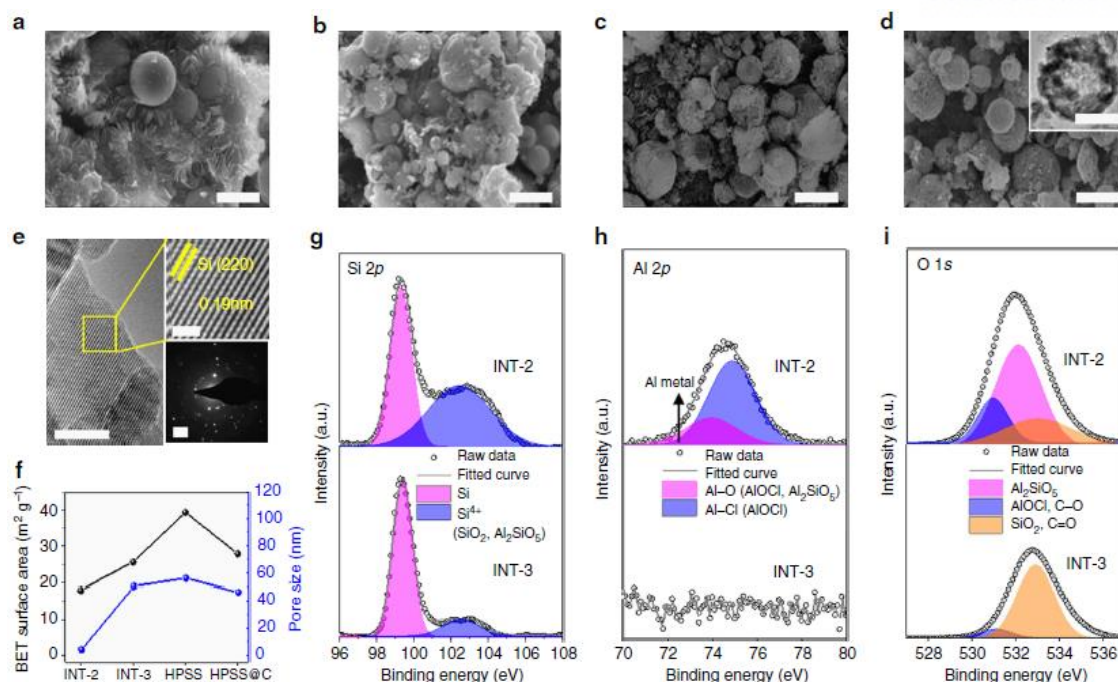 a
b
c
d
e
Si (220)
0.19nm
g
Si 2p
INT-2
Raw data
Fitted curve
Si
Si⁴⁺
(SiO₂, Al₂SiO₅)
INT-3
Intensity (a.u.)
96 98 100 102 104 106 108
Binding energy (eV)
h
Al 2p
INT-2
Al metal
Raw data
Fitted curve
Al–O (AlOCl, Al₂SiO₅)
Al–Cl (AlOCl)
INT-3
Intensity (a.u.)
70 72 74 76 78 80
Binding energy (eV)
i
O 1s
INT-2
Raw data
Fitted curve
Al₂SiO₅
AlOCl, C–O
SiO₂, C=O
INT-3
Intensity (a.u.)
528 530 532 534 536
Binding energy (eV)
f
BET surface area (m² g⁻¹)
40
30
20
10
0
Pore size (nm)
120
100
80
60
40
20
0
INT-2 INT-3 HPSS HPSS@C